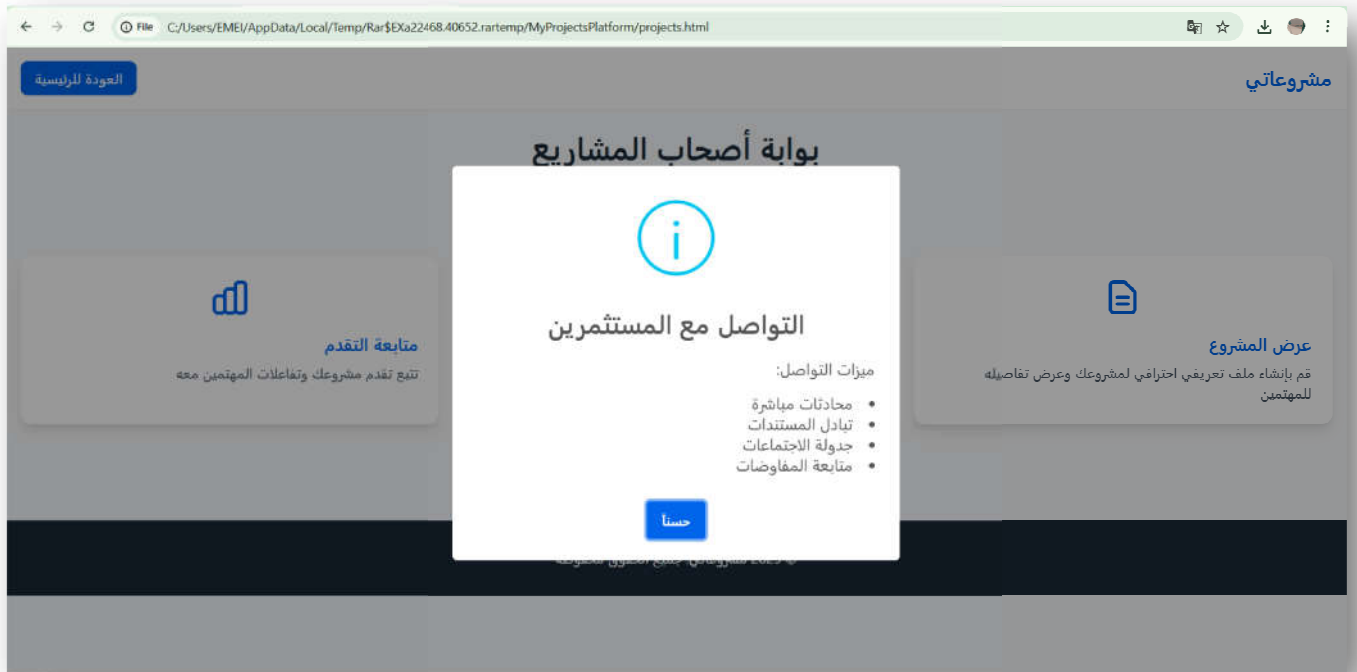 File C:/Users/EMEI/AppData/Local/Temp/Rar$EXa22468.40652.rartemp/MyProjectsPlatform/projects.html
مشروعاتي
العودة للرئيسية
بوابة أصحاب المشاريع
عرض المشروع
قم بإنشاء ملف تعريفي احترافي لمشروعك وعرض تفاصيله
للمهتمين
التواصل مع المستثمرين
ميزات التواصل:
• محادثات مباشرة
• تبادل المستندات
• جدولة الاجتماعات
• متابعة المفاوضات
حسناً
متابعة التقدم
تتبع تقدم مشروعك وتفاعلات المهتمين معه